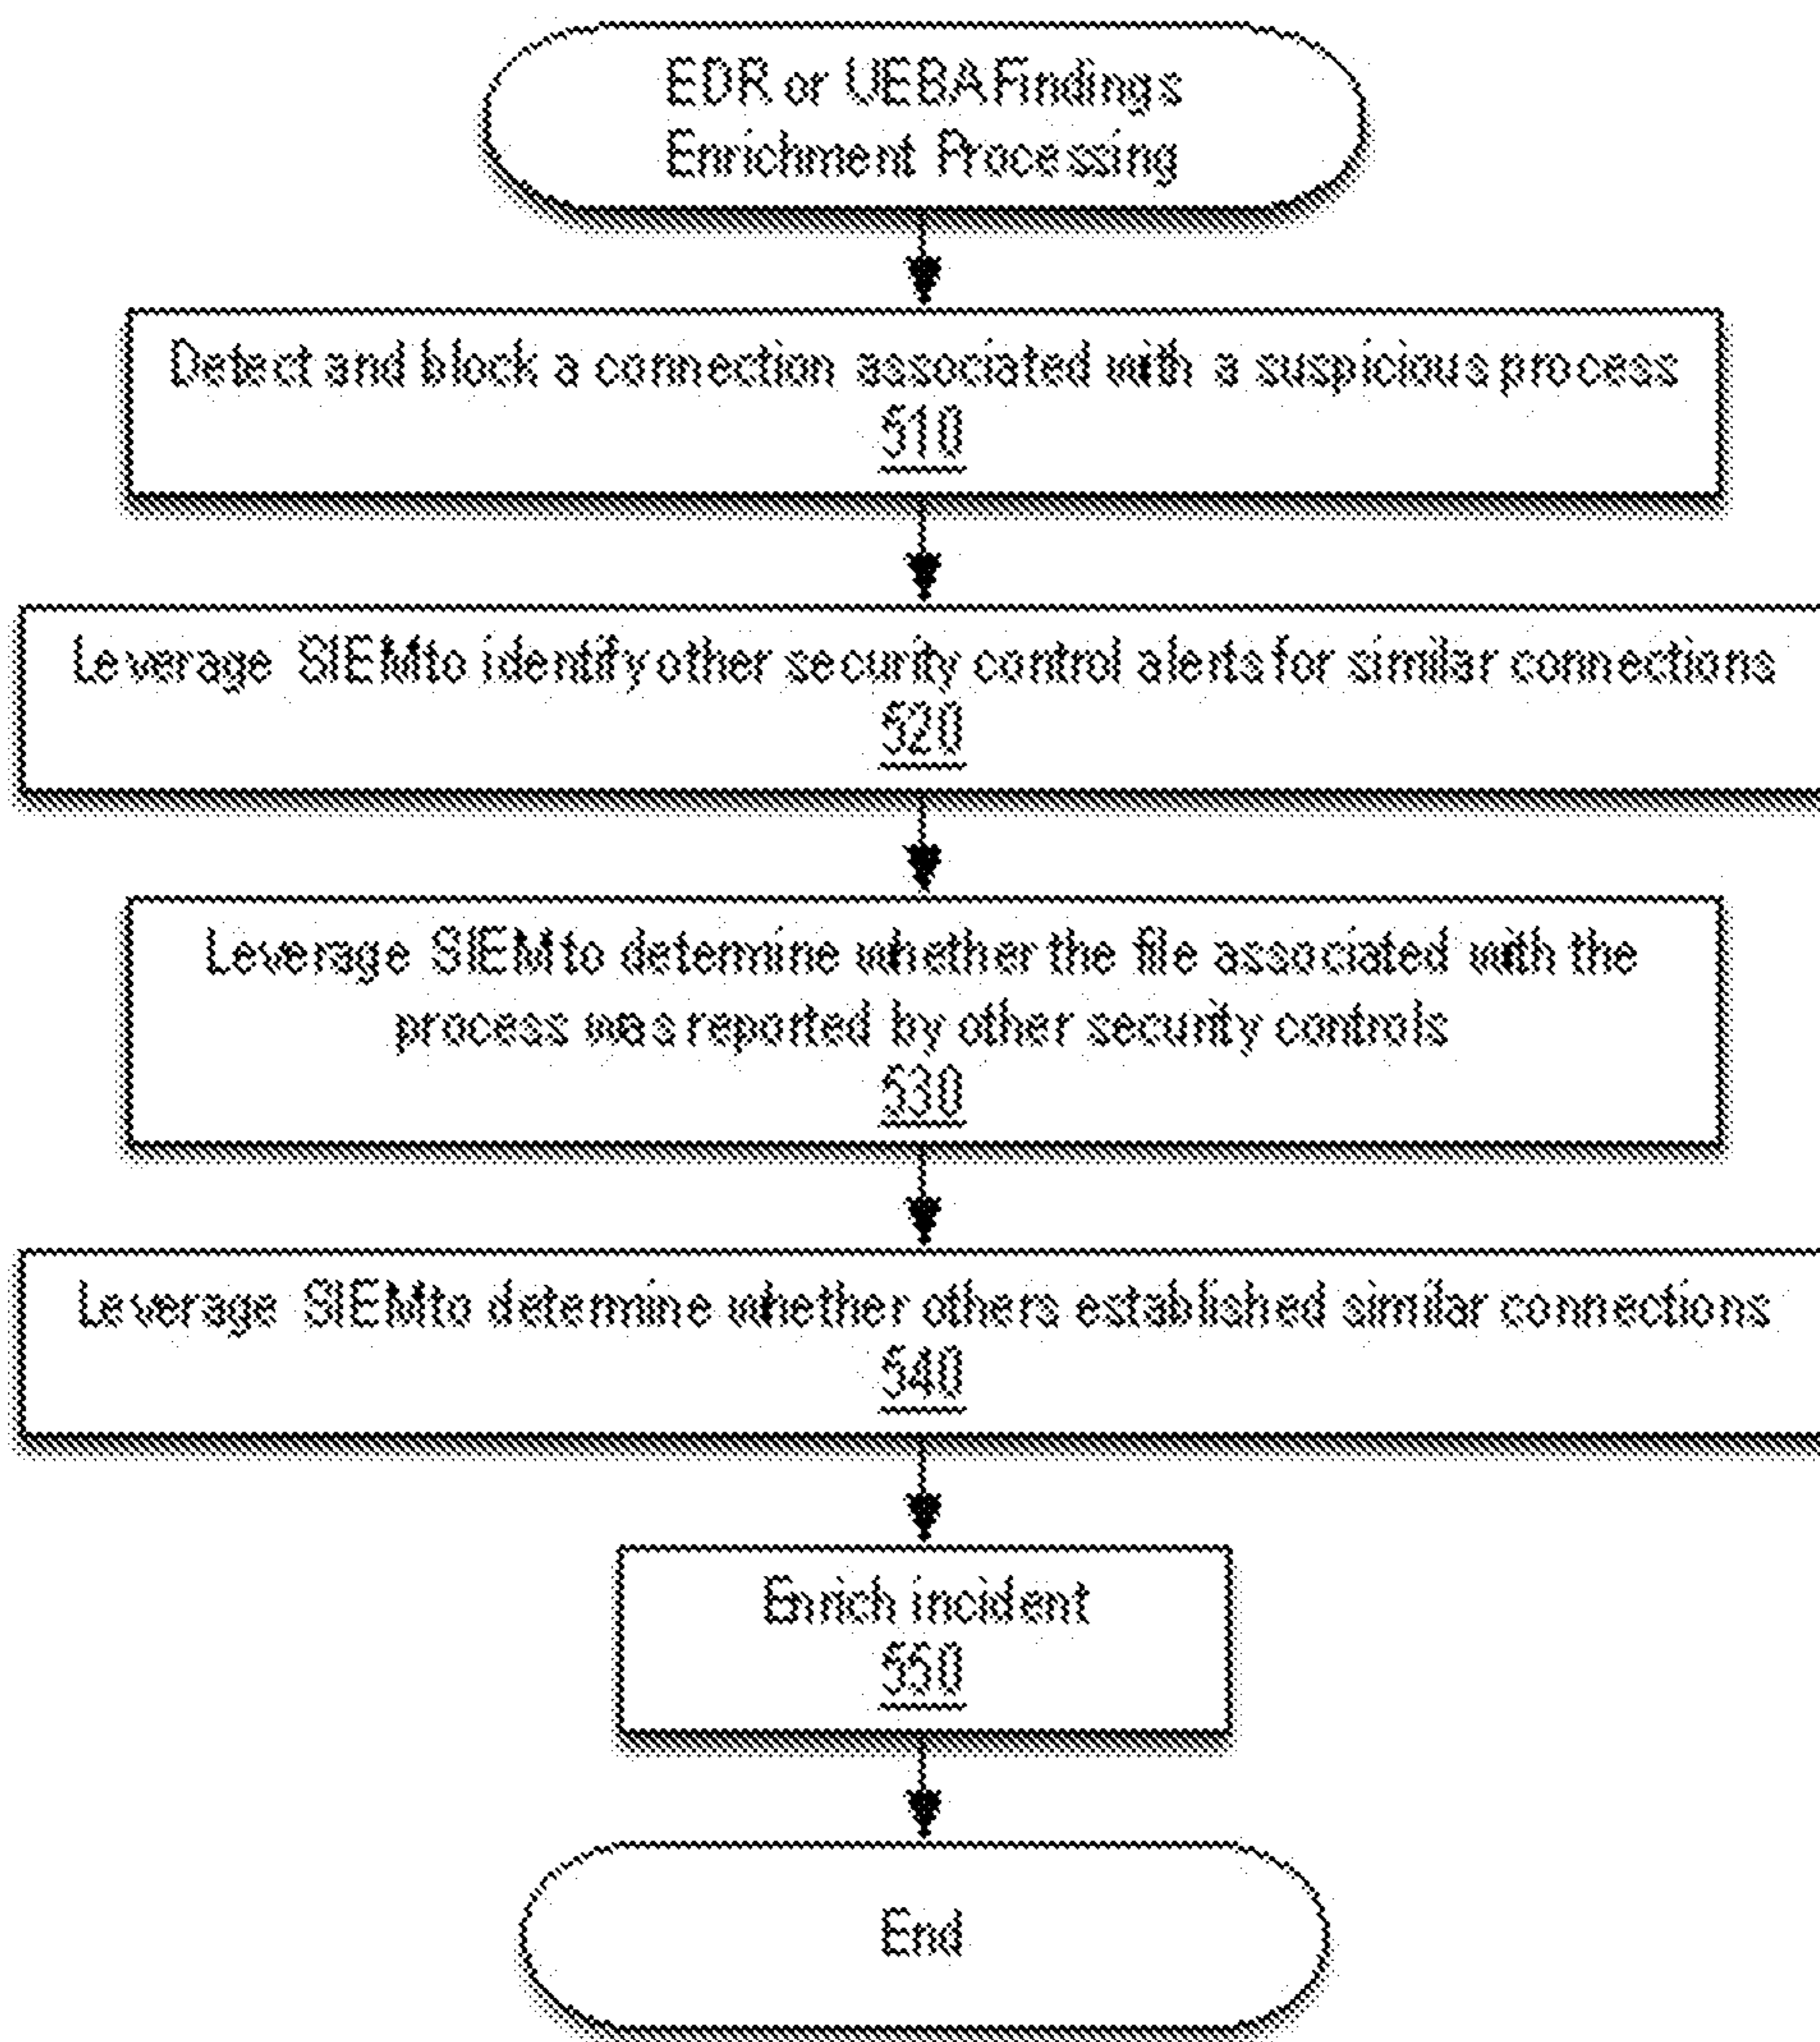 EDR or UEBA Findings
Enrichment Processing
Detect and block a connection associated with a suspicious process
510
Leverage SIEM to identify other security control alerts for similar connections
520
Leverage SIEM to determine whether the file associated with the
process was reported by other security controls
530
Leverage SIEM to determine whether others established similar connections
540
Enrich incident
550
End